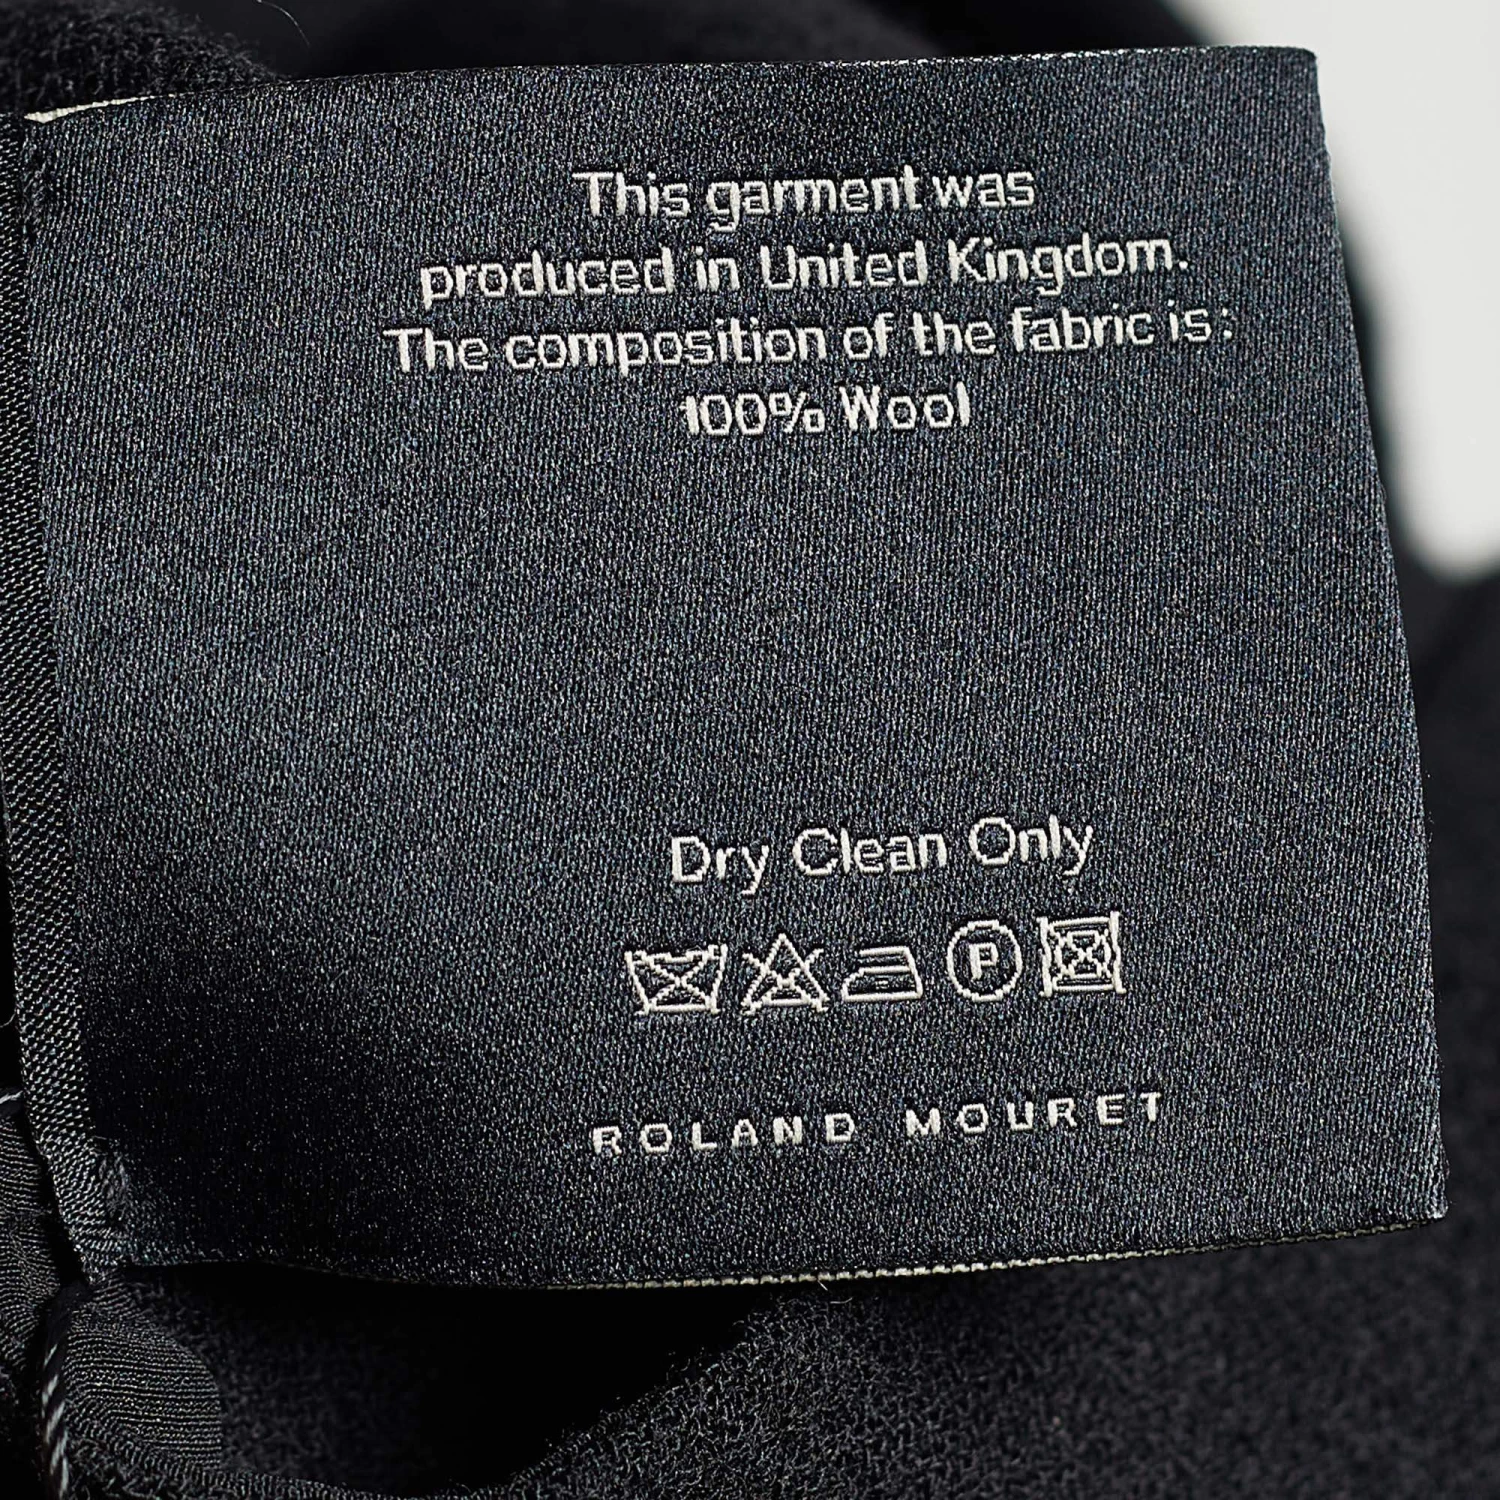 This garment was
produced in United Kingdom.
The composition of the fabric is:
100% Wool
Dry Clean Only
P
ROLAND MOURET